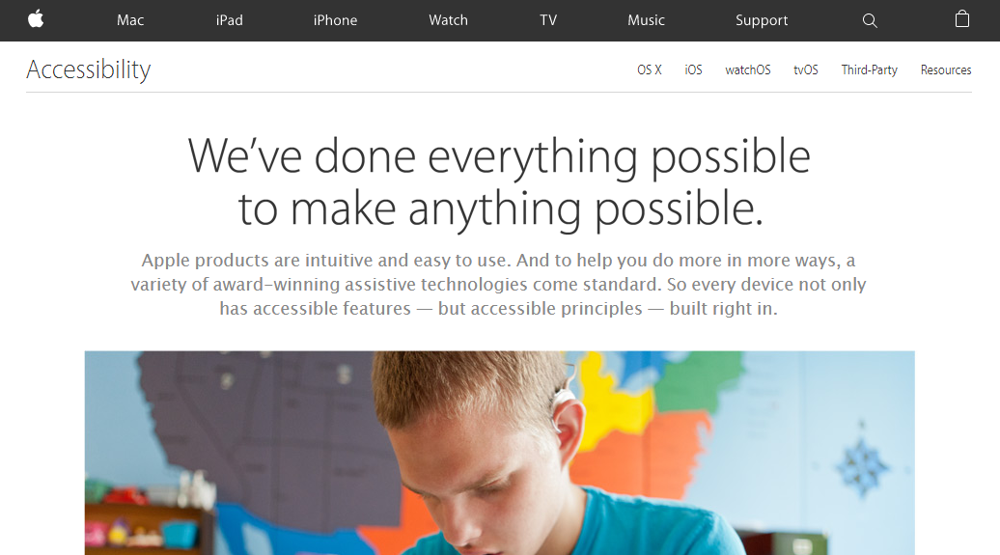 Mac iPad iPhone Watch TV Music Support
Accessibility OS X iOS watchOS tvOS Third-Party Resources
We’ve done everything possible
to make anything possible.
Apple products are intuitive and easy to use. And to help you do more in more ways, a
variety of award-winning assistive technologies come standard. So every device not only
has accessible features — but accessible principles — built right in.